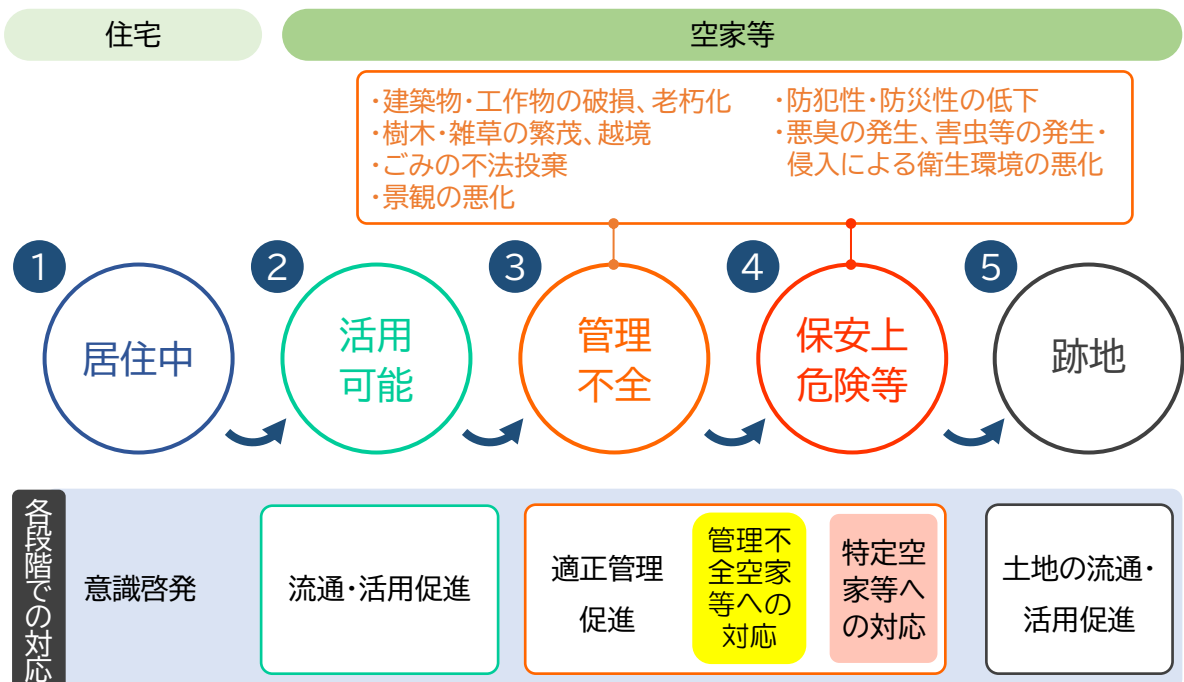 住宅
空家等
・建築物・工作物の破損、老朽化
・樹木・雑草の繁茂、越境
・ごみの不法投棄
・景観の悪化
・防犯性・防災性の低下
・悪臭の発生、害虫等の発生・
侵入による衛生環境の悪化
1
居住中
2
活用
可能
3
管理
不全
4
保安上
危険等
5
跡地
各段階での対応
意識啓発
流通・活用促進
適正管理
促進
管理不
全空家
等への
対応
特定空
家等へ
の対応
土地の流通・
活用促進